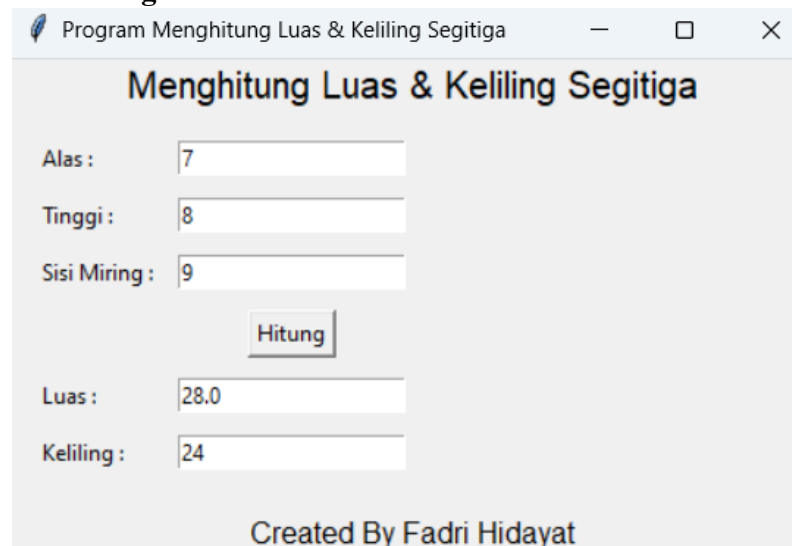 Program Menghitung Luas & Keliling Segitiga
Menghitung Luas & Keliling Segitiga
Alas : 7
Tinggi : 8
Sisi Miring : 9
Hitung
Luas : 28.0
Keliling : 24
Created By Fadri Hidayat